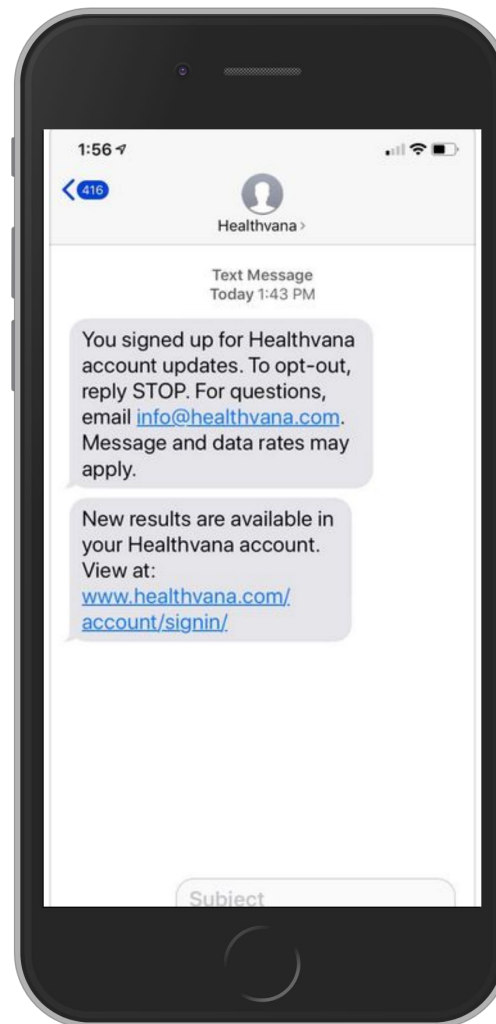 1:56
416
Healthvana >
Text Message
Today 1:43 PM
You signed up for Healthvana
account updates. To opt-out,
reply STOP. For questions,
email info@healthvana.com.
Message and data rates may
apply.
New results are available in
your Healthvana account.
View at:
www.healthvana.com/
account/signin/
Subject